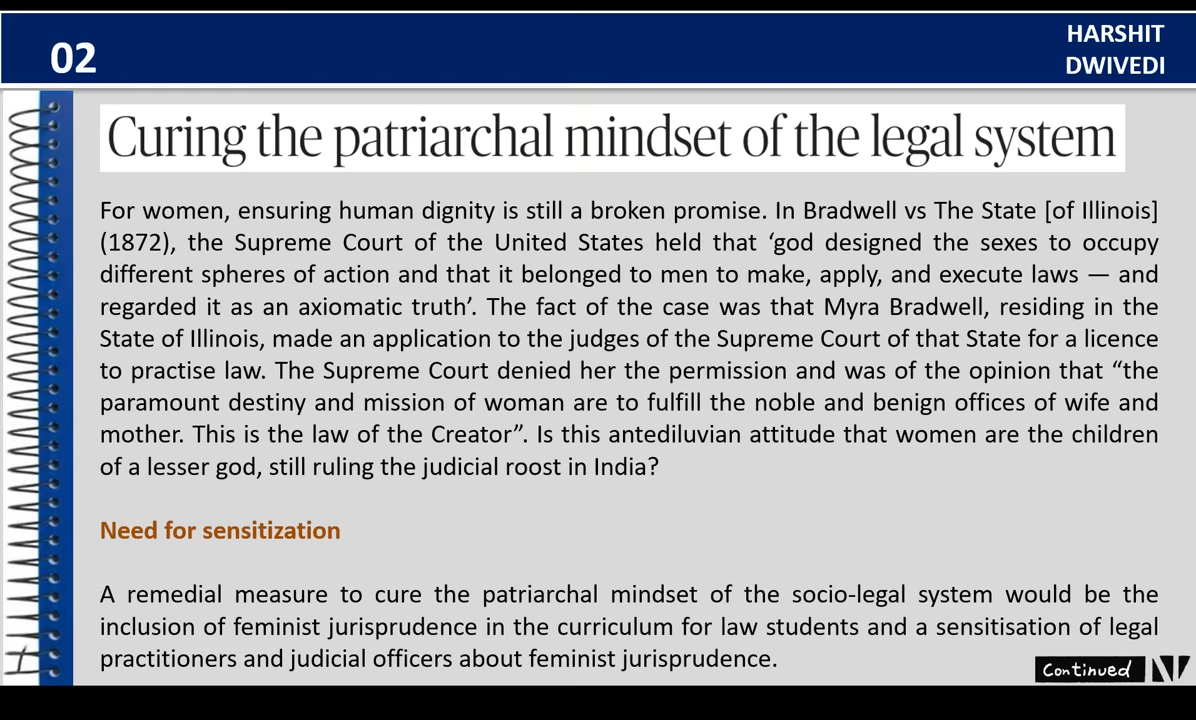 02
HARSHIT
DWIVEDI
Curing the patriarchal mindset of the legal system
For women, ensuring human dignity is still a broken promise. In Bradwell vs The State [of Illinois]
(1872), the Supreme Court of the United States held that ‘god designed the sexes to occupy
different spheres of action and that it belonged to men to make, apply, and execute laws — and
regarded it as an axiomatic truth’. The fact of the case was that Myra Bradwell, residing in the
State of Illinois, made an application to the judges of the Supreme Court of that State for a licence
to practise law. The Supreme Court denied her the permission and was of the opinion that “the
paramount destiny and mission of woman are to fulfill the noble and benign offices of wife and
mother. This is the law of the Creator”. Is this antediluvian attitude that women are the children
of a lesser god, still ruling the judicial roost in India?
Need for sensitization
A remedial measure to cure the patriarchal mindset of the socio-legal system would be the
inclusion of feminist jurisprudence in the curriculum for law students and a sensitisation of legal
practitioners and judicial officers about feminist jurisprudence.
Continued